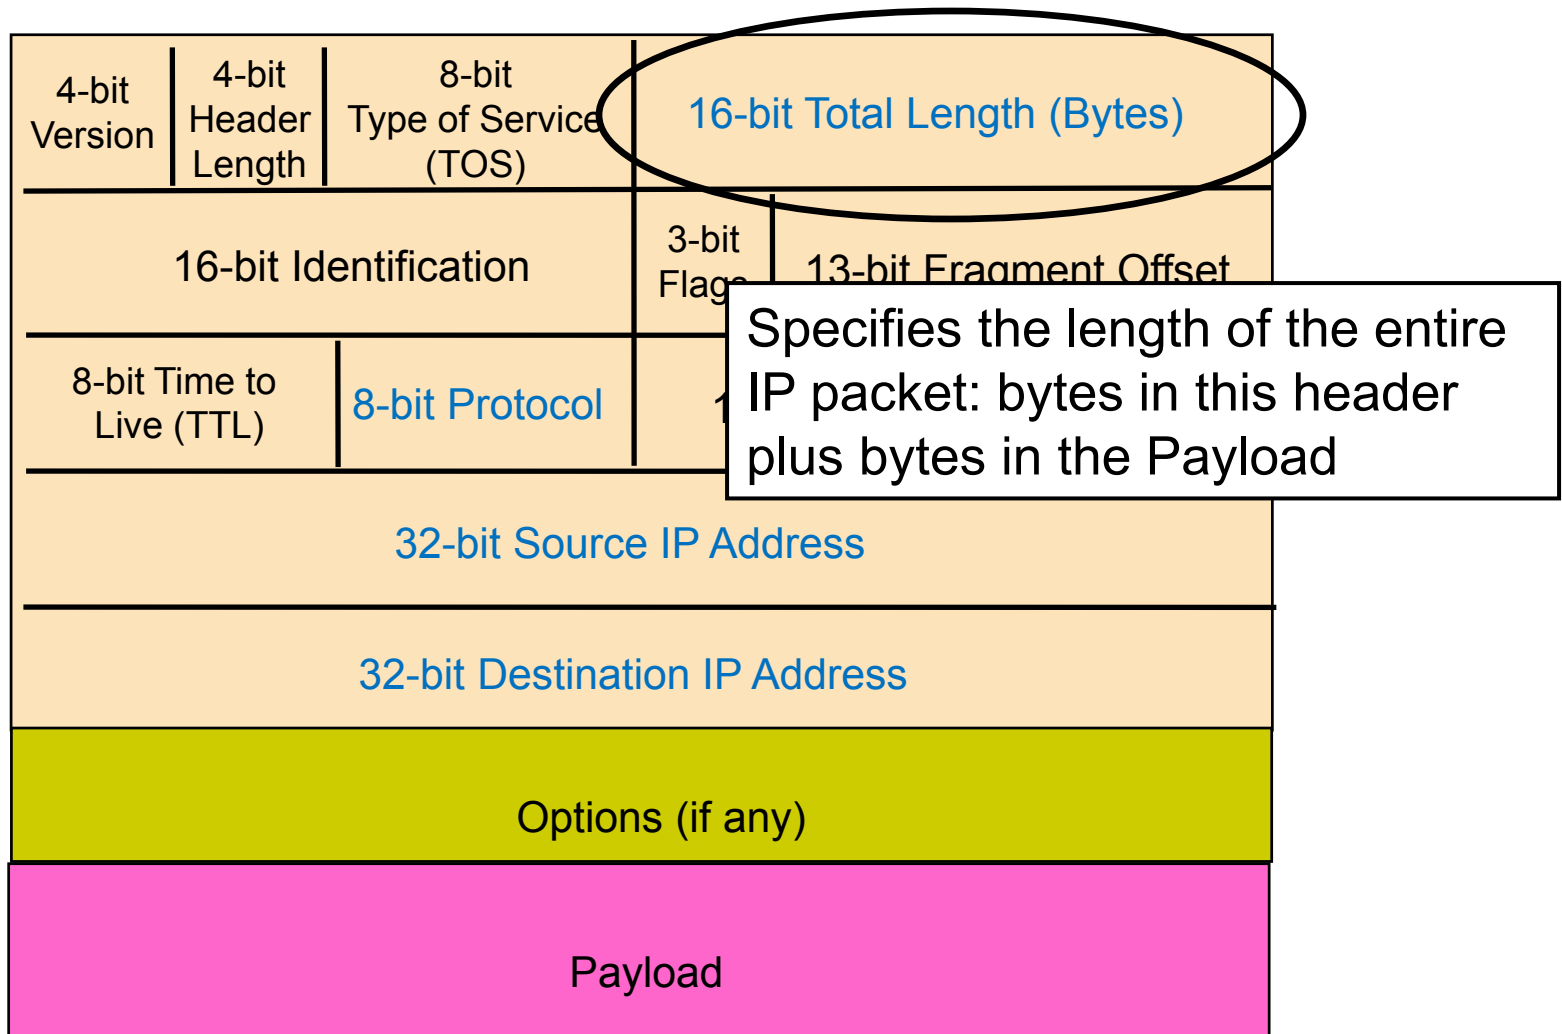 4-bit
Version
4-bit
Header
Length
8-bit
Type of Service
(TOS)
16-bit Total Length (Bytes)
16-bit Identification
3-bit
Flags
13-bit Fragment Offset
8-bit Time to
Live (TTL)
8-bit Protocol
Specifies the length of the entire
IP packet: bytes in this header
plus bytes in the Payload
32-bit Source IP Address
32-bit Destination IP Address
Options (if any)
Payload